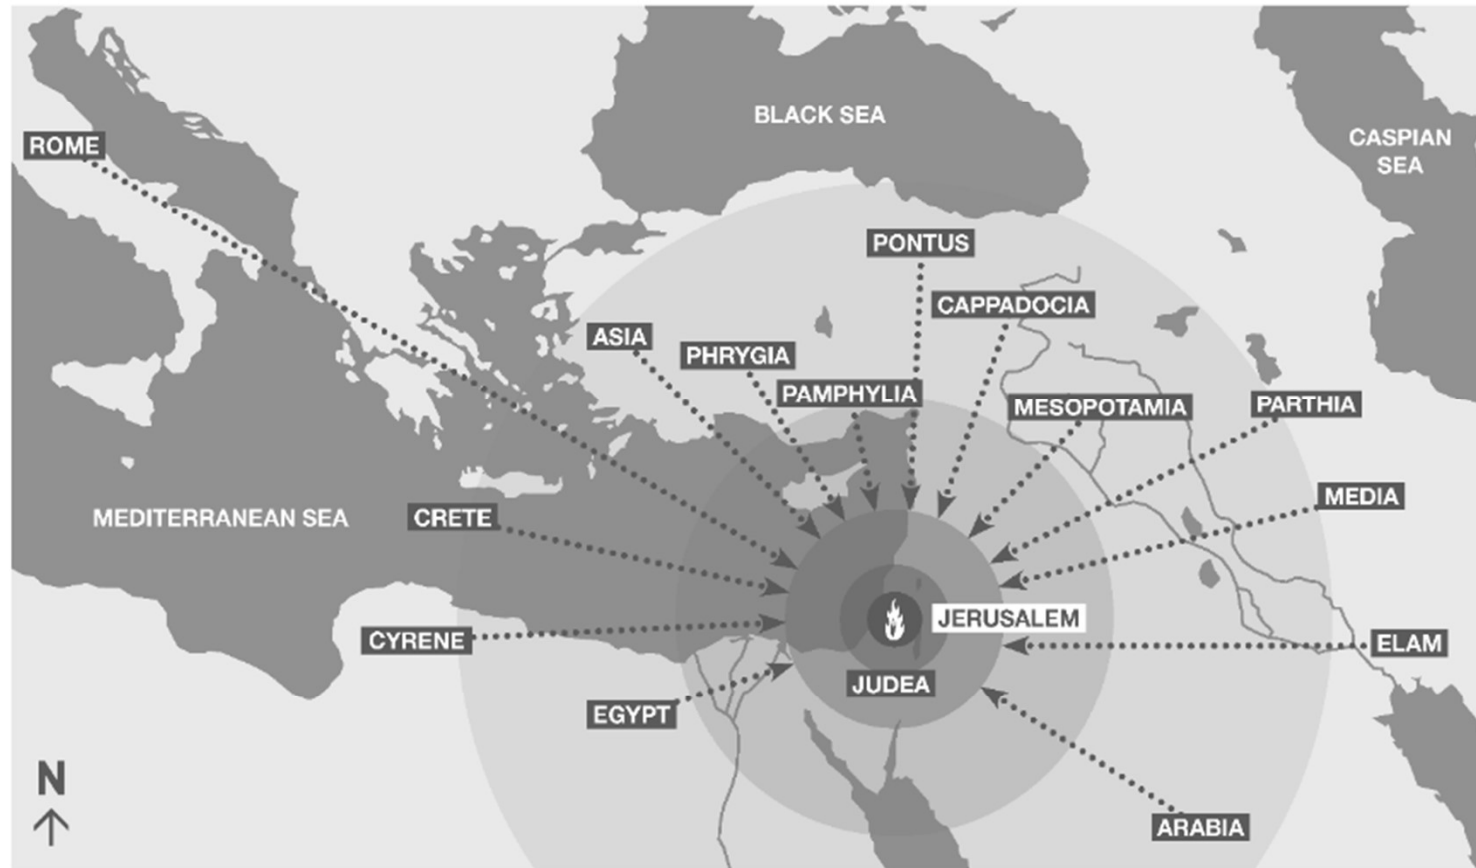 BLACK SEA
CASPIAN
SEA
ROME
PONTUS
CAPPADOCIA
ASIA
PHRYGIA
PAMPHYLIA
MESOPOTAMIA
PARTHIA
MEDIA
MEDITERRANEAN SEA
CRETE
JERUSALEM
CYRENE
ELAM
JUDEA
EGYPT
N
ARABIA